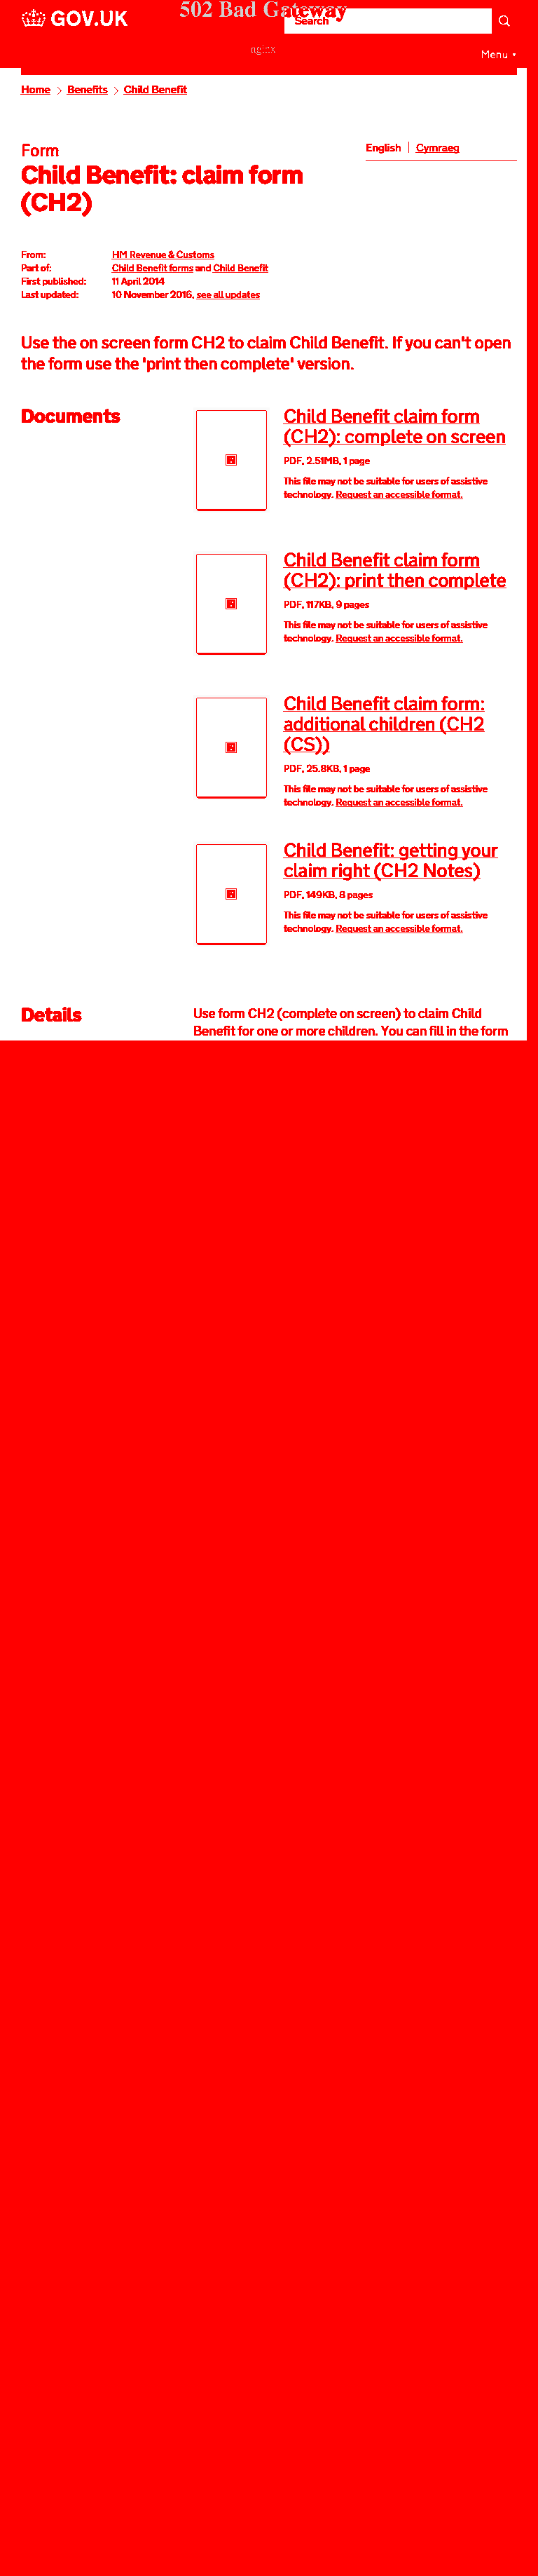 502 Bad Gateway
GOV.UK
Search
nginx
Menu
Home
Benefits
Child Benefit
English
Cymraeg
Form
Child Benefit: claim form
(CH2)
From:
HM Revenue & Customs
Part of:
Child Benefit forms and Child Benefit
First published:
11 April 2014
Last updated:
10 November 2016, see all updates
Use the on screen form CH2 to claim Child Benefit. If you can't open
the form use the 'print then complete' version.
Documents
Child Benefit claim form
(CH2): complete on screen
PDF, 2.51MB, 1 page
This file may not be suitable for users of assistive
technology. Request an accessible format.
Child Benefit claim form
(CH2): print then complete
PDF, 117KB, 9 pages
This file may not be suitable for users of assistive
technology. Request an accessible format.
Child Benefit claim form:
additional children (CH2
(CS))
PDF, 25.8KB, 1 page
This file may not be suitable for users of assistive
technology. Request an accessible format.
Child Benefit: getting your
claim right (CH2 Notes)
PDF, 149KB, 8 pages
This file may not be suitable for users of assistive
technology. Request an accessible format.
Details
Use form CH2 (complete on screen) to claim Child
Benefit for one or more children. You can fill in the form